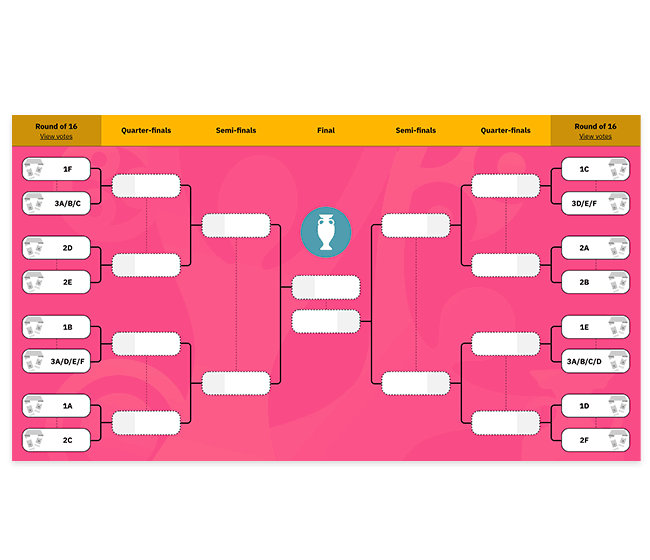 Round of 16
View votes
Quarter-finals
Semi-finals
Final
Semi-finals
Quarter-finals
Round of 16
View votes
1F
3A/B/C
2D
2E
1B
3A/D/E/F
1A
2C
1C
3D/E/F
2A
2B
1E
3A/B/C/D
1D
2F